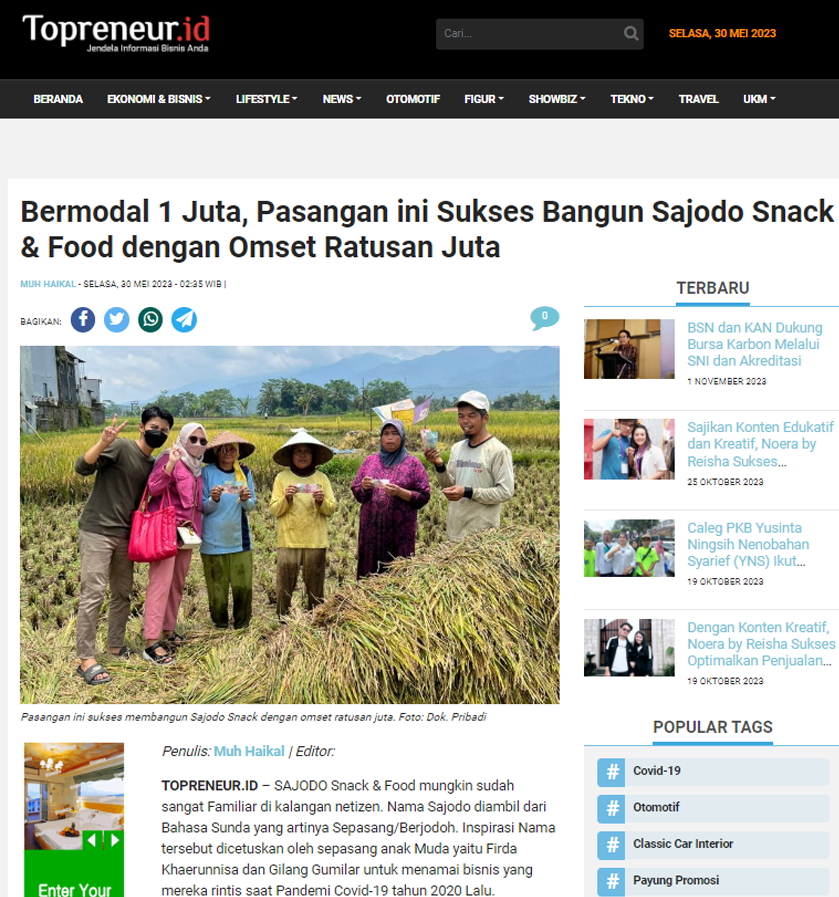 Topreneur.id
Jendela Informasi Bisnis Anda
Cari...
SELASA, 30 MEI 2023
BERANDA EKONOMI & BISNIS LIFESTYLE NEWS OTOMOTIF FIGUR SHOWBIZ TEKNO TRAVEL UKM
Bermodal 1 Juta, Pasangan ini Sukses Bangun Sajodo Snack
& Food dengan Omset Ratusan Juta
MUH HAIKAL - SELASA, 30 MEI 2023 - 02:35 WIB |
BAGIKAN:
0
Pasangan ini sukses membangun Sajodo Snack dengan omset ratusan juta. Foto: Dok. Pribadi
Enter Your
Penulis: Muh Haikal | Editor:
TOPRENEUR.ID – SAJODO Snack & Food mungkin sudah
sangat Familiar di kalangan netizen. Nama Sajodo diambil dari
Bahasa Sunda yang artinya Sepasang/Berjodoh. Inspirasi Nama
tersebut dicetuskan oleh sepasang anak Muda yaitu Firda
Khaerunnisa dan Gilang Gumilar untuk menamai bisnis yang
mereka rintis saat Pandemi Covid-19 tahun 2020 Lalu.
TERBARU
BSN dan KAN Dukung
Bursa Karbon Melalui
SNI dan Akreditasi
1 NOVEMBER 2023
Sajikan Konten Edukatif
dan Kreatif, Noera by
Reisha Sukses...
25 OKTOBER 2023
Caleg PKB Yusinta
Ningsih Nenobahan
Syarief (YNS) Ikut...
19 OKTOBER 2023
Dengan Konten Kreatif,
Noera by Reisha Sukses
Optimalkan Penjualan...
19 OKTOBER 2023
POPULAR TAGS
# Covid-19
# Otomotif
# Classic Car Interior
# Payung Promosi